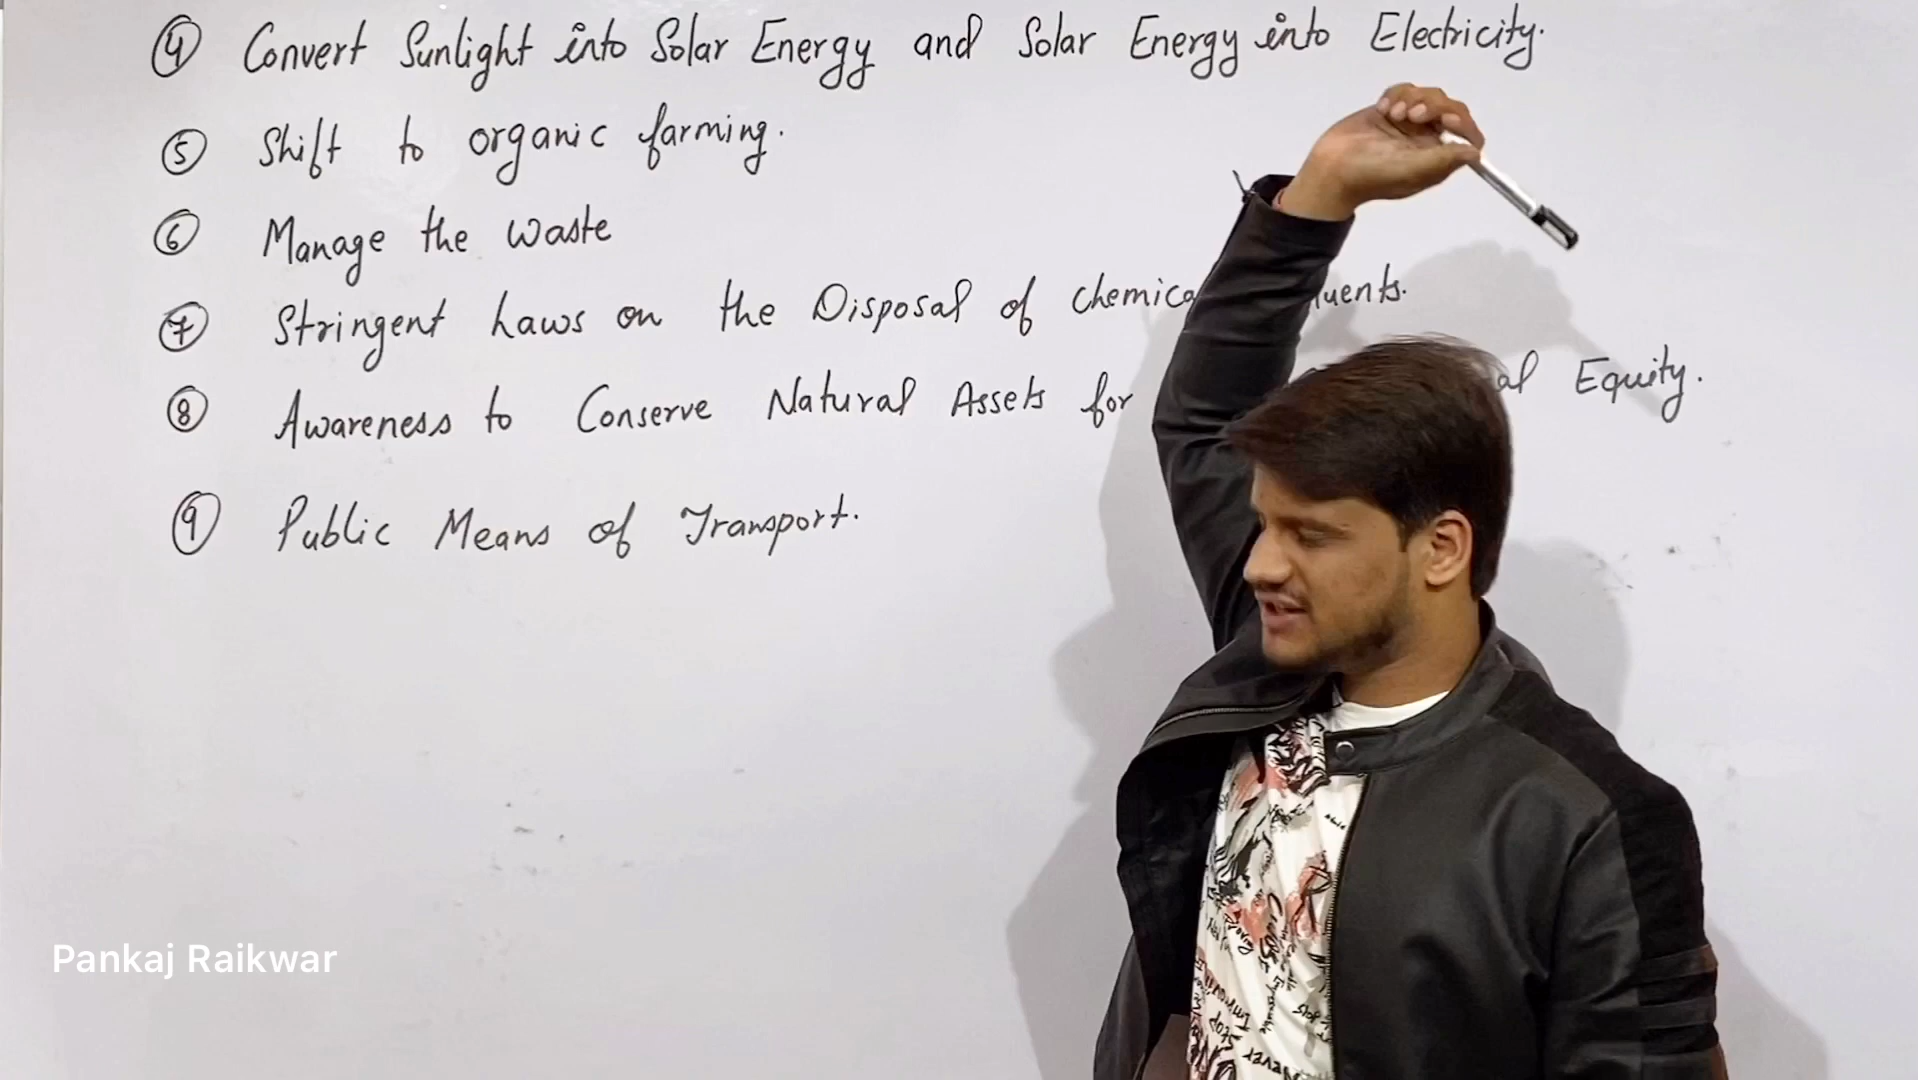 ④ Convert Sunlight into Solar Energy and Solar Energy into Electricity.
⑤ Shift to organic farming.
⑥ Manage the waste
⑦ Stringent Laws on the Disposal of Chemica uents.
⑧ Awareness to Conserve Natural Assets for al Equity.
⑨ Public Means of Transport.
Pankaj Raikwar